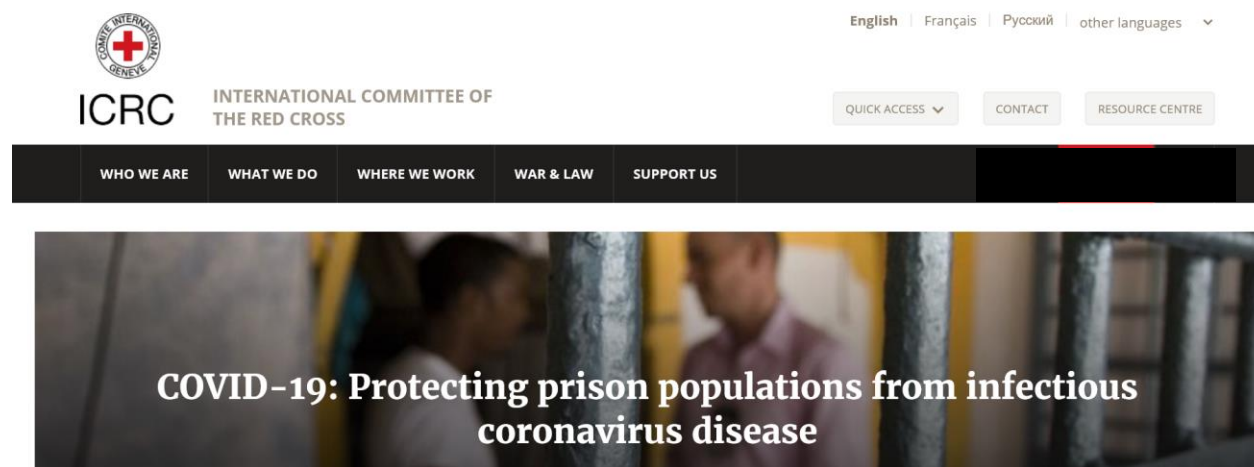 COMITE INTERNATIONAL
GENEVE
ICRC
INTERNATIONAL COMMITTEE OF
THE RED CROSS
English Français Русский other languages
QUICK ACCESS CONTACT RESOURCE CENTRE
WHO WE ARE WHAT WE DO WHERE WE WORK WAR & LAW SUPPORT US
COVID-19: Protecting prison populations from infectious
coronavirus disease